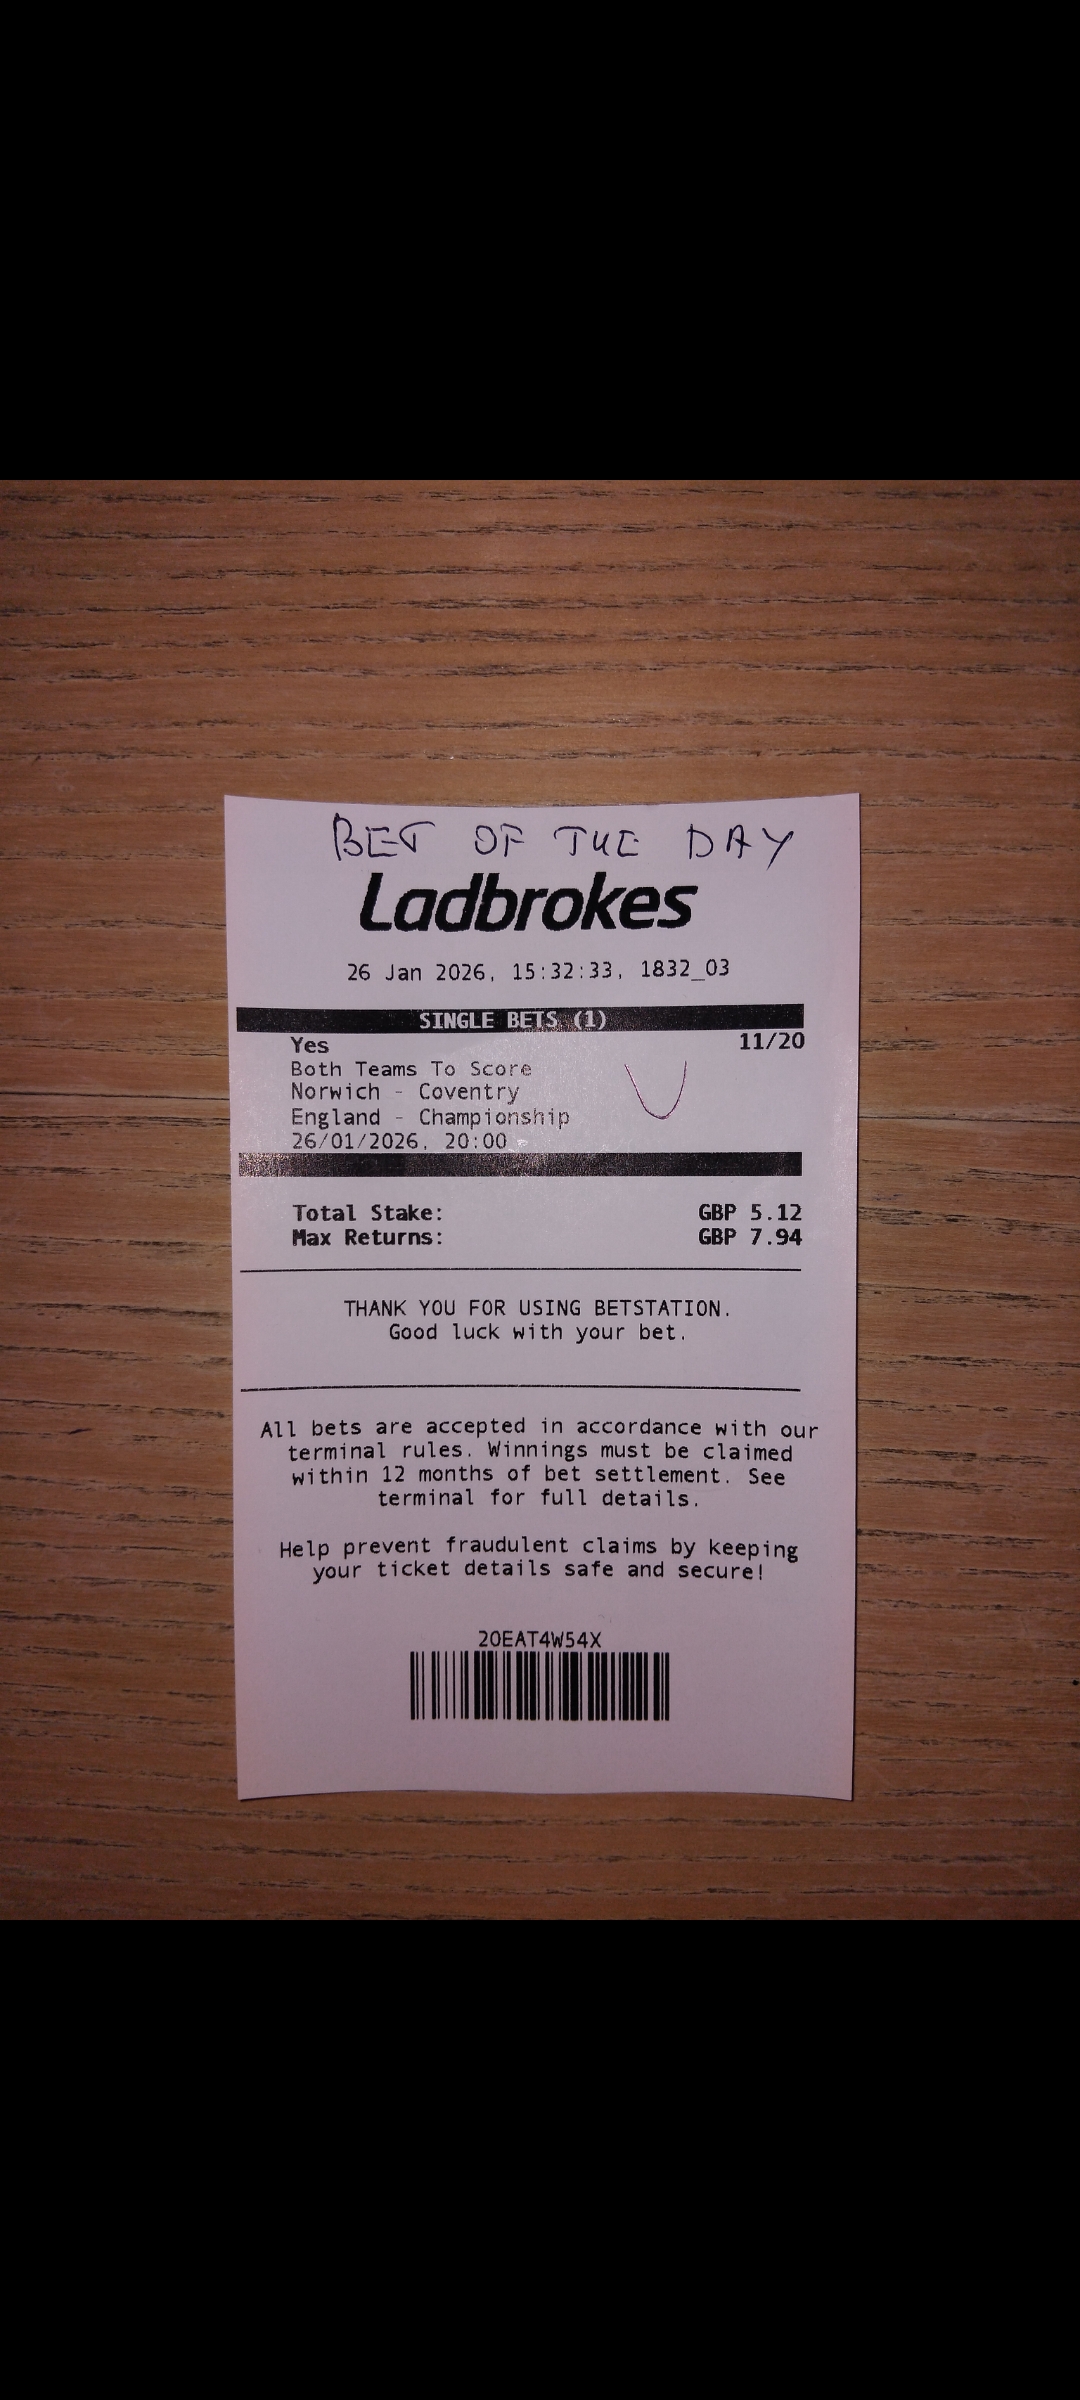 BET OF THE DAY
Ladbrokes
26 Jan 2026, 15:32:33, 1832_03
SINGLE BETS (1)
Yes 11/20
Both Teams To Score
Norwich - Coventry
England - Championship
26/01/2026, 20:00
Total Stake: GBP 5.12
Max Returns: GBP 7.94
THANK YOU FOR USING BETSTATION.
Good luck with your bet.
All bets are accepted in accordance with our
terminal rules. Winnings must be claimed
within 12 months of bet settlement. See
terminal for full details.
Help prevent fraudulent claims by keeping
your ticket details safe and secure!
20EAT4W54X